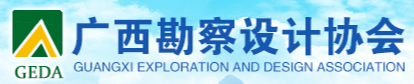 广西勘察设计协会
GEDA
GUANGXI EXPLORATION AND DESIGN ASSOCIATION